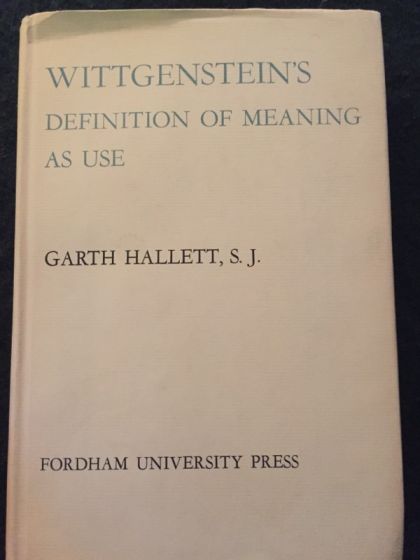 WITTGENSTEIN'S
DEFINITION OF MEANING
AS USE
GARTH HALLETT, S. J.
FORDHAM UNIVERSITY PRESS